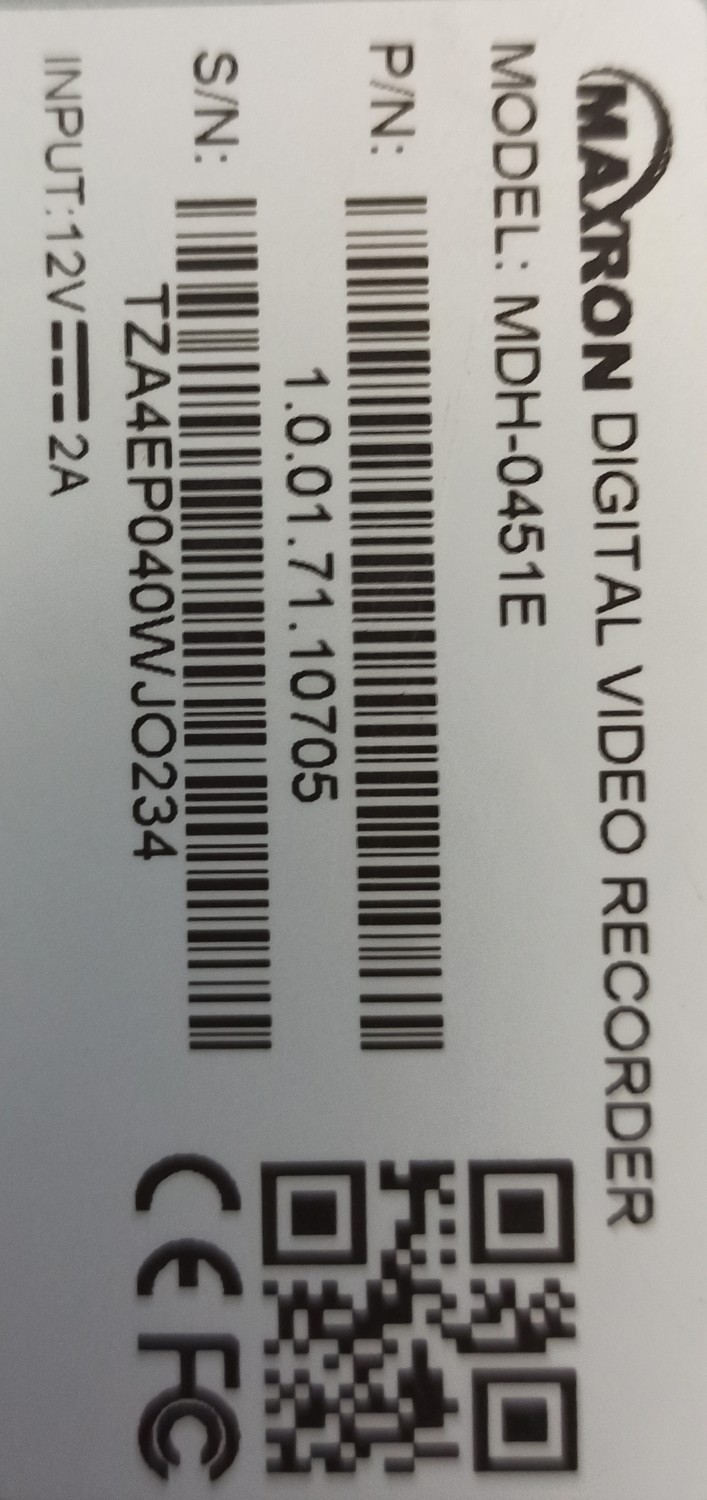 MAXRON DIGITAL VIDEO RECORDER
MODEL: MDH-0451E
P/N:
1.0.01.71.10705
S/N:
TZA4EP040WJO234
INPUT:12V⎓2A
CE FC